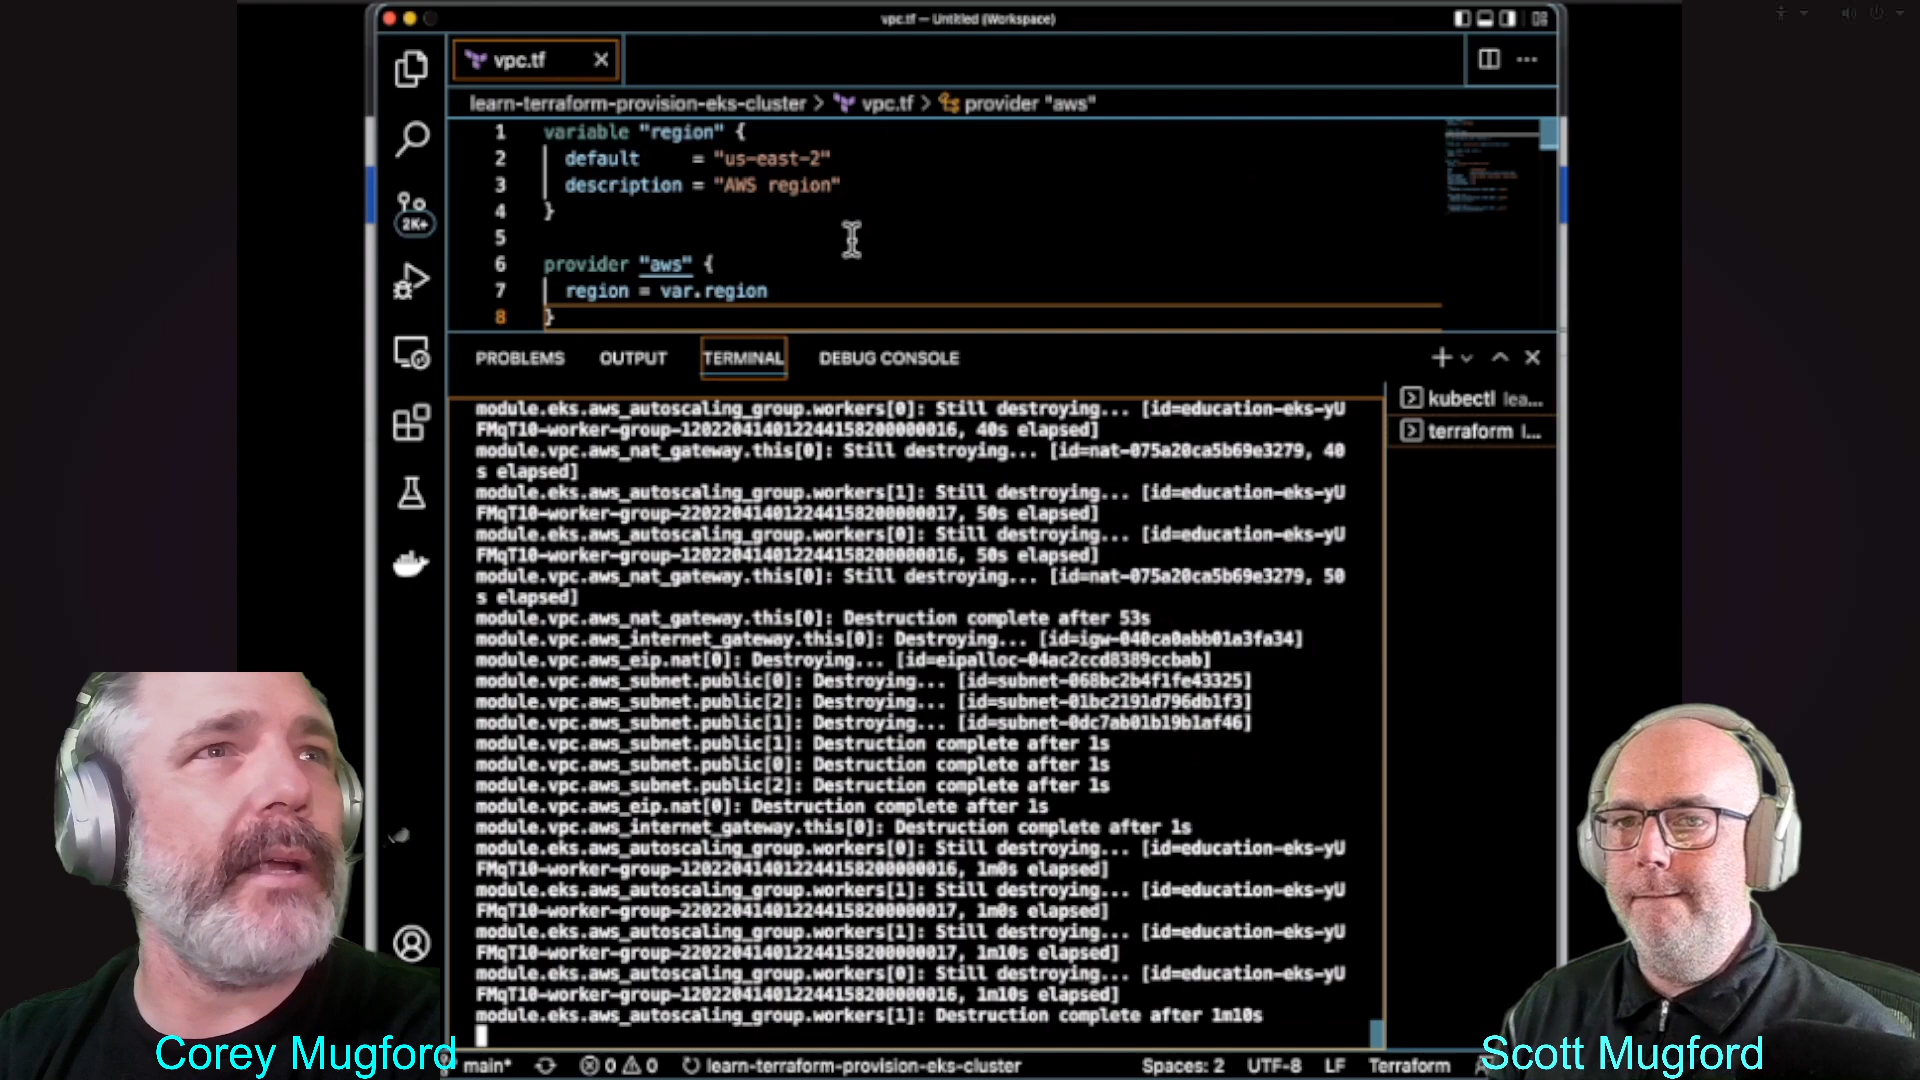 vpc.tf — Untitled (Workspace)
vpc.tf
learn-terraform-provision-eks-cluster > vpc.tf > provider "aws"
1 variable "region" {
2 default = "us-east-2"
3 description = "AWS region"
4 }
5
6 provider "aws" {
7 region = var.region
8 }
2K+
PROBLEMS OUTPUT TERMINAL DEBUG CONSOLE
kubectl lea...
terraform l...
module.eks.aws_autoscaling_group.workers[0]: Still destroying... [id=education-eks-yU
FMqT10-worker-group-120220414012244158200000016, 40s elapsed]
module.vpc.aws_nat_gateway.this[0]: Still destroying... [id=nat-075a20ca5b69e3279, 40
s elapsed]
module.eks.aws_autoscaling_group.workers[1]: Still destroying... [id=education-eks-yU
FMqT10-worker-group-220220414012244158200000017, 50s elapsed]
module.eks.aws_autoscaling_group.workers[0]: Still destroying... [id=education-eks-yU
FMqT10-worker-group-120220414012244158200000016, 50s elapsed]
module.vpc.aws_nat_gateway.this[0]: Still destroying... [id=nat-075a20ca5b69e3279, 50
s elapsed]
module.vpc.aws_nat_gateway.this[0]: Destruction complete after 53s
module.vpc.aws_internet_gateway.this[0]: Destroying... [id=igw-040ca0abb01a3fa34]
module.vpc.aws_eip.nat[0]: Destroying... [id=eipalloc-04ac2ccd8389ccbab]
module.vpc.aws_subnet.public[0]: Destroying... [id=subnet-068bc2b4f1fe43325]
module.vpc.aws_subnet.public[2]: Destroying... [id=subnet-01bc2191d796db1f3]
module.vpc.aws_subnet.public[1]: Destroying... [id=subnet-0dc7ab01b19b1af46]
module.vpc.aws_subnet.public[1]: Destruction complete after 1s
module.vpc.aws_subnet.public[0]: Destruction complete after 1s
module.vpc.aws_subnet.public[2]: Destruction complete after 1s
module.vpc.aws_eip.nat[0]: Destruction complete after 1s
module.vpc.aws_internet_gateway.this[0]: Destruction complete after 1s
module.eks.aws_autoscaling_group.workers[0]: Still destroying... [id=education-eks-yU
FMqT10-worker-group-120220414012244158200000016, 1m0s elapsed]
module.eks.aws_autoscaling_group.workers[1]: Still destroying... [id=education-eks-yU
FMqT10-worker-group-220220414012244158200000017, 1m0s elapsed]
module.eks.aws_autoscaling_group.workers[1]: Still destroying... [id=education-eks-yU
FMqT10-worker-group-220220414012244158200000017, 1m10s elapsed]
module.eks.aws_autoscaling_group.workers[0]: Still destroying... [id=education-eks-yU
FMqT10-worker-group-120220414012244158200000016, 1m10s elapsed]
module.eks.aws_autoscaling_group.workers[1]: Destruction complete after 1m10s
Corey Mugford
Scott Mugford
main* 0 0 learn-terraform-provision-eks-cluster Spaces: 2 UTF-8 LF Terraform